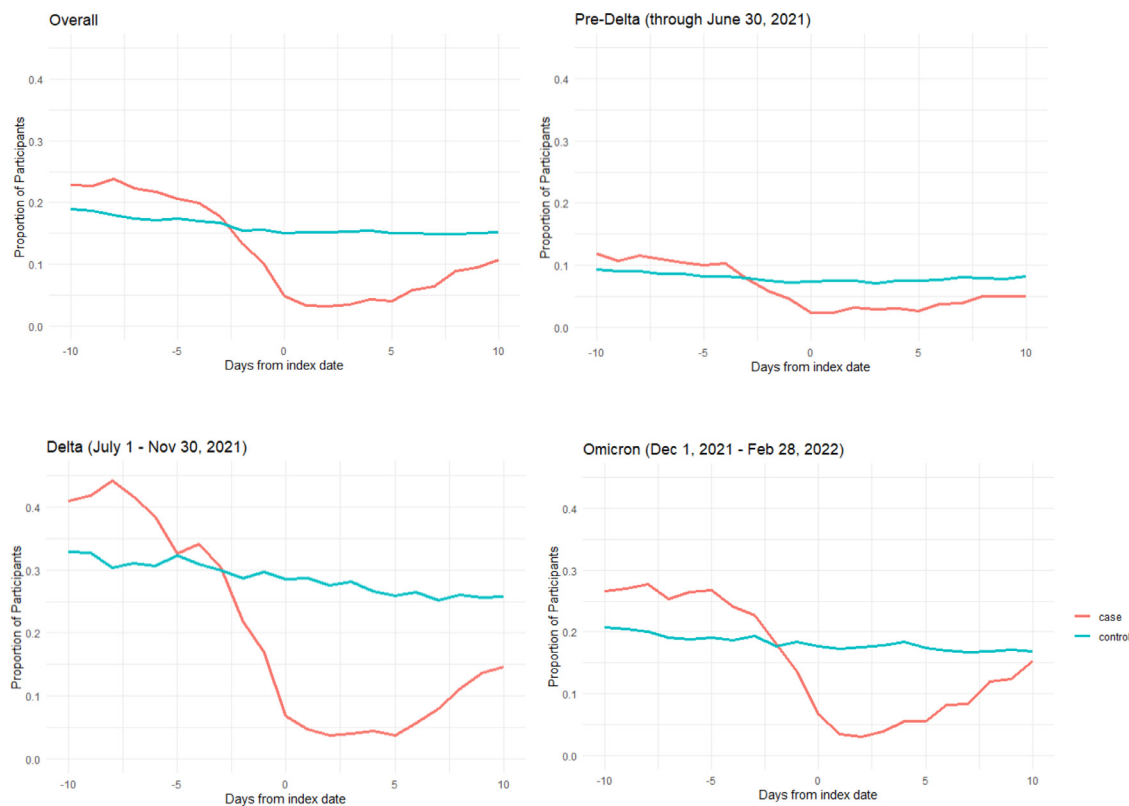 Overall
Proportion of Participants
0.4
0.3
0.2
0.1
0.0
-10 -5 0 5 10
Days from index date
Pre-Delta (through June 30, 2021)
Proportion of Participants
0.4
0.3
0.2
0.1
0.0
-10 -5 0 5 10
Days from index date
Delta (July 1 - Nov 30, 2021)
Proportion of Participants
0.4
0.3
0.2
0.1
0.0
-10 -5 0 5 10
Days from index date
Omicron (Dec 1, 2021 - Feb 28, 2022)
Proportion of Participants
0.4
0.3
0.2
0.1
0.0
-10 -5 0 5 10
Days from index date
case
control